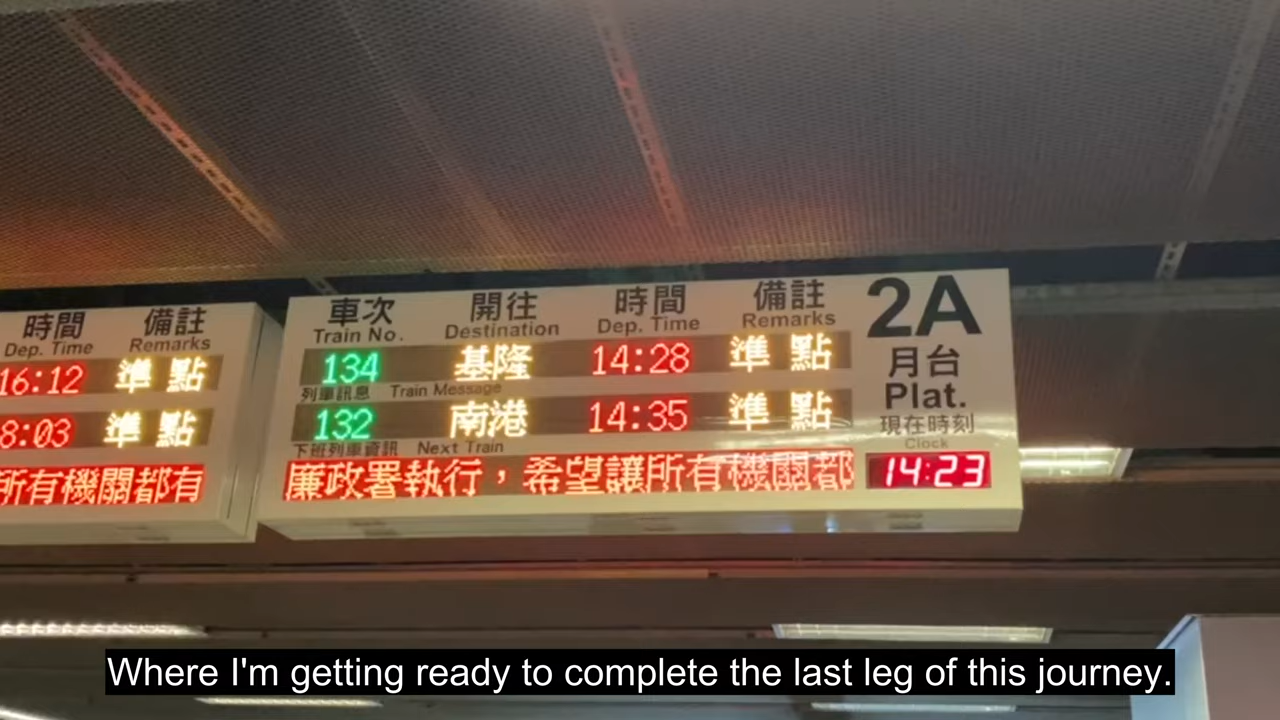 時間 備註
Dep. Time Remarks
16:12 準點
8:03 準點
所有機關都有
車次 開往 時間 備註 2A
Train No. Destination Dep. Time Remarks
134 基隆 14:28 準點 月台
列車訊息 Train Message Plat.
132 南港 14:35 準點 現在時刻
下班列車資訊 Next Train Clock
廉政署執行，希望讓所有機關都 14:23
Where I'm getting ready to complete the last leg of this journey.